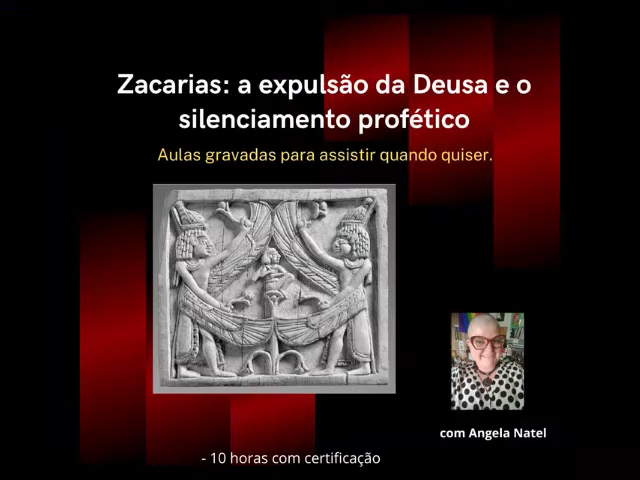 Zacarias: a expulsão da Deusa e o
silenciamento profético
Aulas gravadas para assistir quando quiser.
com Angela Natel
- 10 horas com certificação